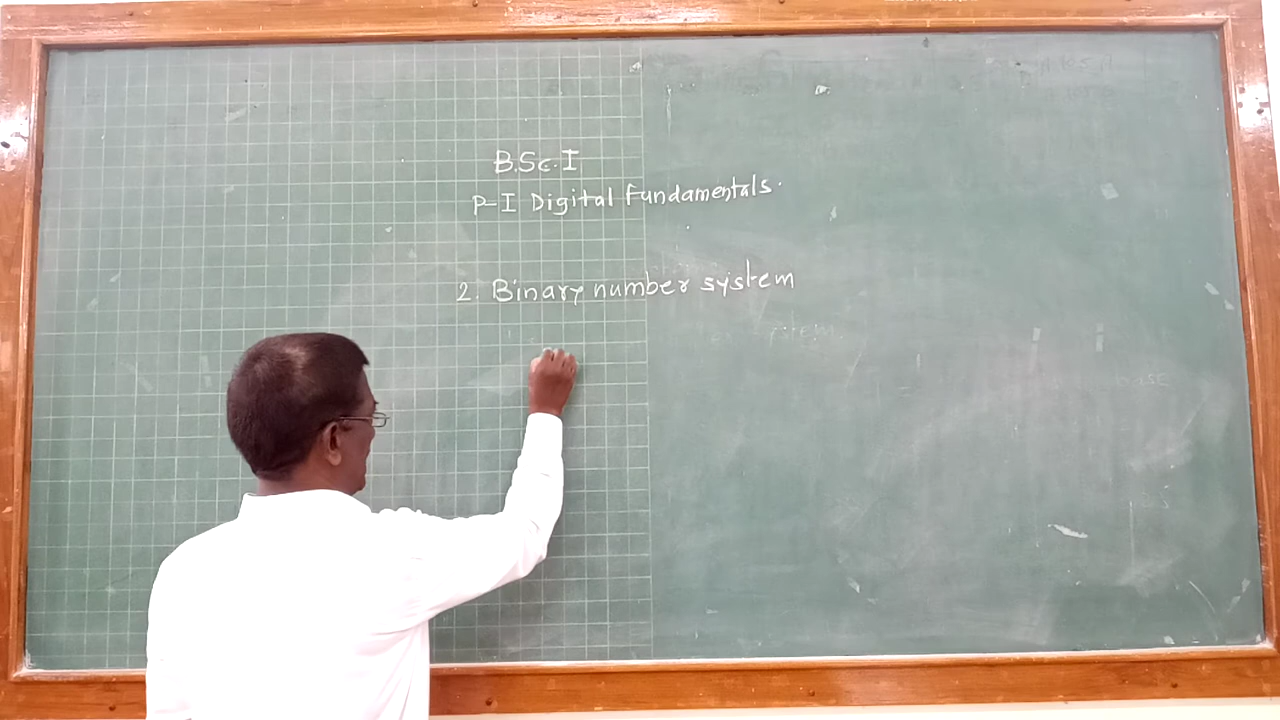 B.Sc. I
P-I Digital Fundamentals.
2. Binary number system